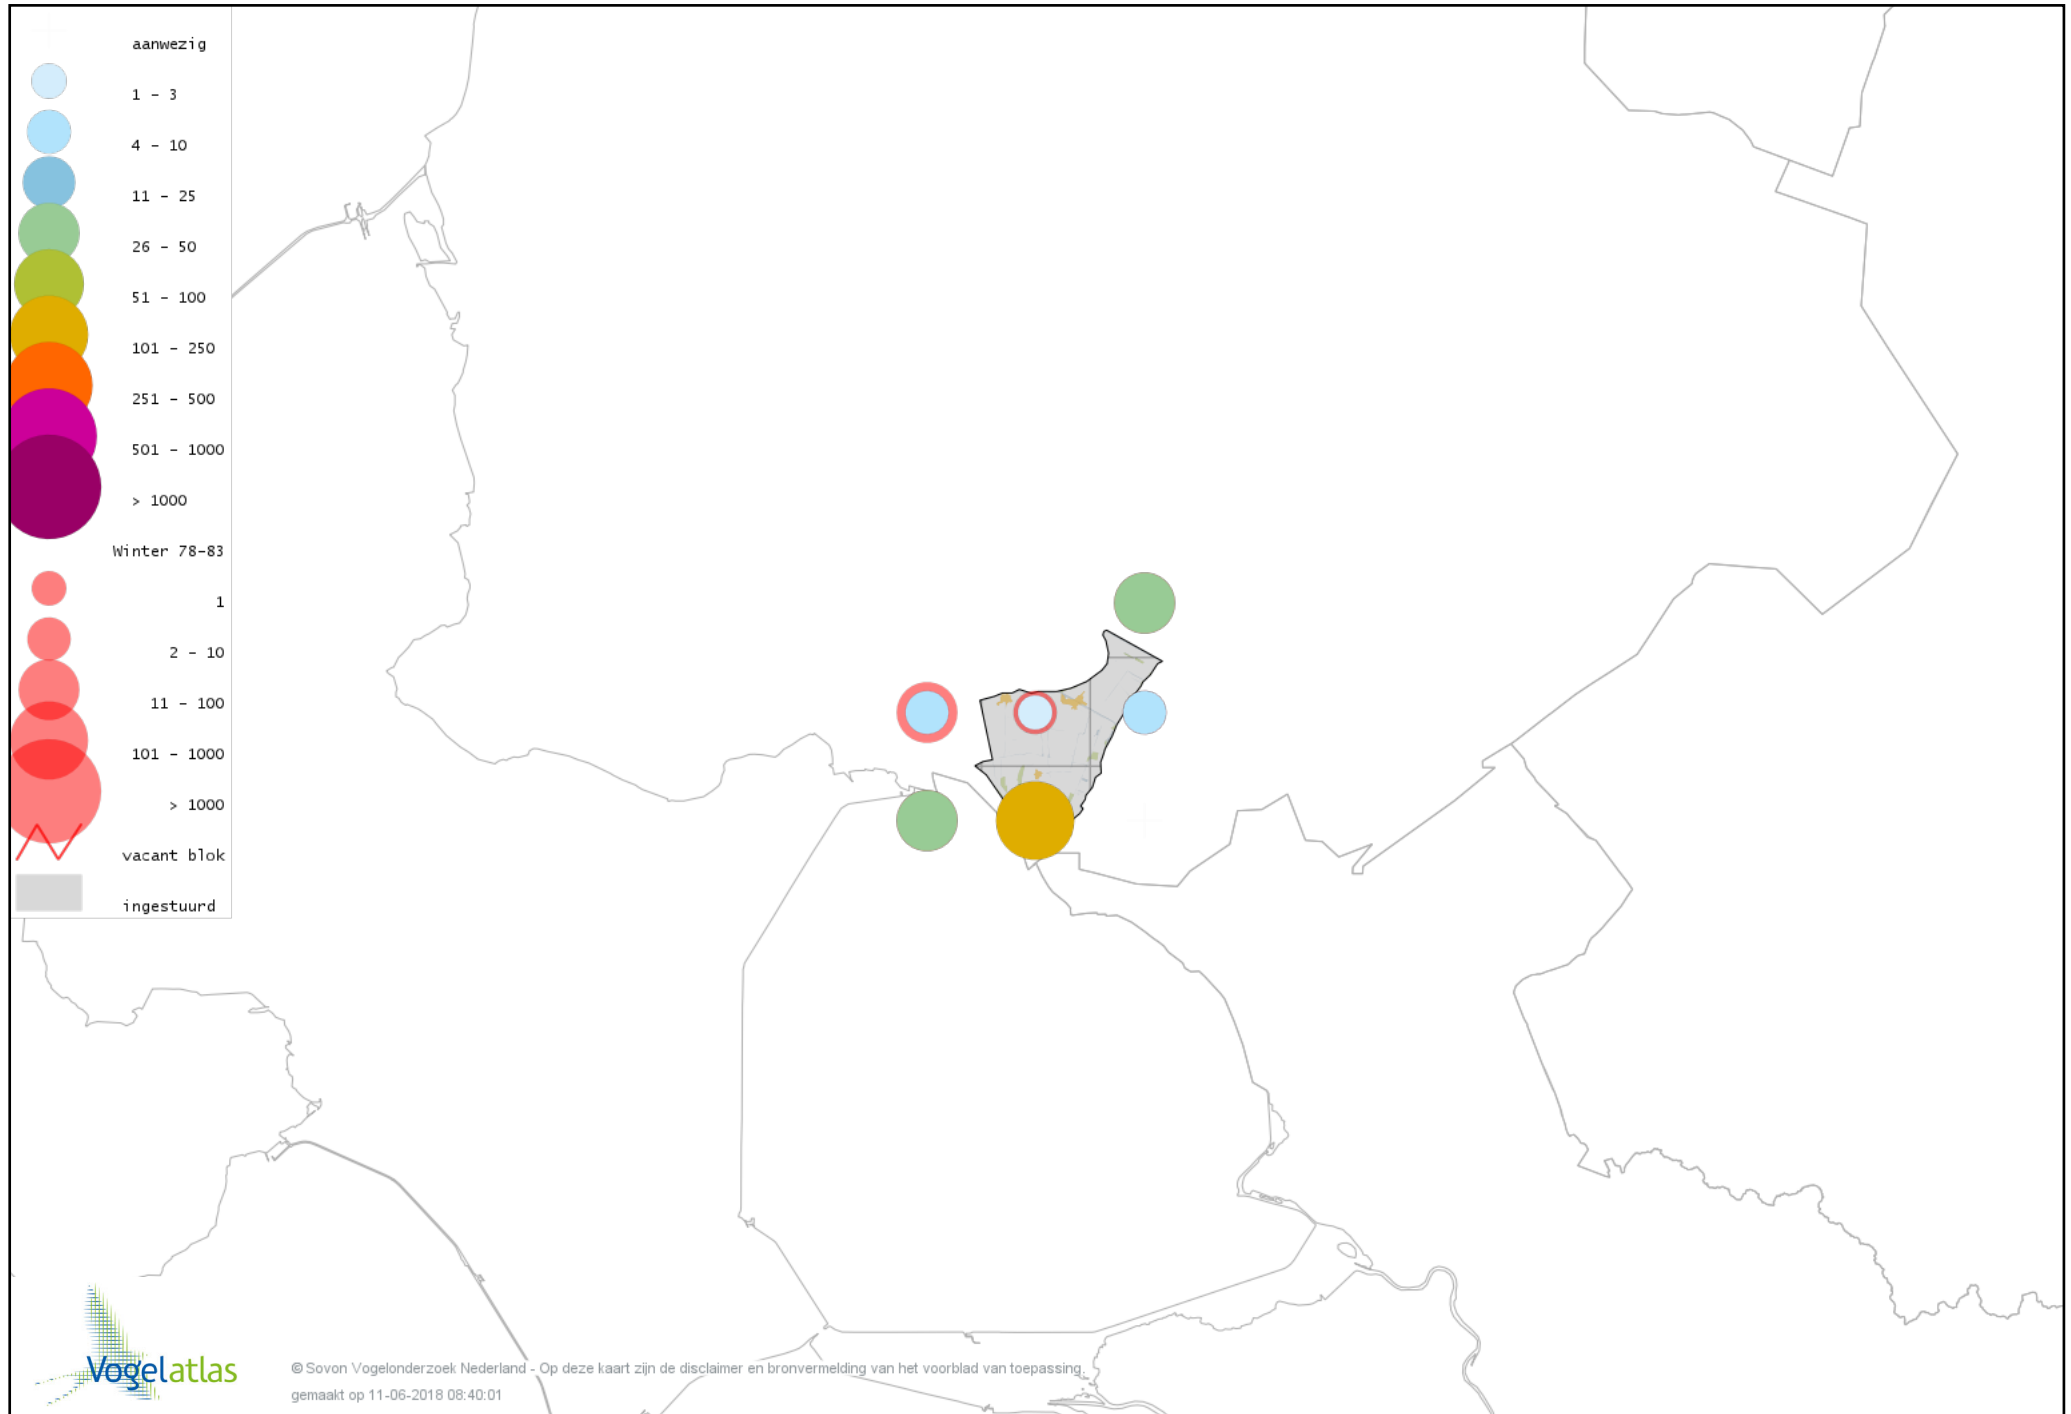 aanwezig
1 - 3
4 - 10
11 - 25
26 - 50
51 - 100
101 - 250
251 - 500
501 - 1000
> 1000
Winter 78-83
1
2 - 10
11 - 100
101 - 1000
> 1000
vacant blok
ingestuurd
Vogelatlas
© Sovon Vogelonderzoek Nederland - Op deze kaart zijn de disclaimer en bronvermelding van het voorblad van toepassing.
gemaakt op 11-06-2018 08:40:01